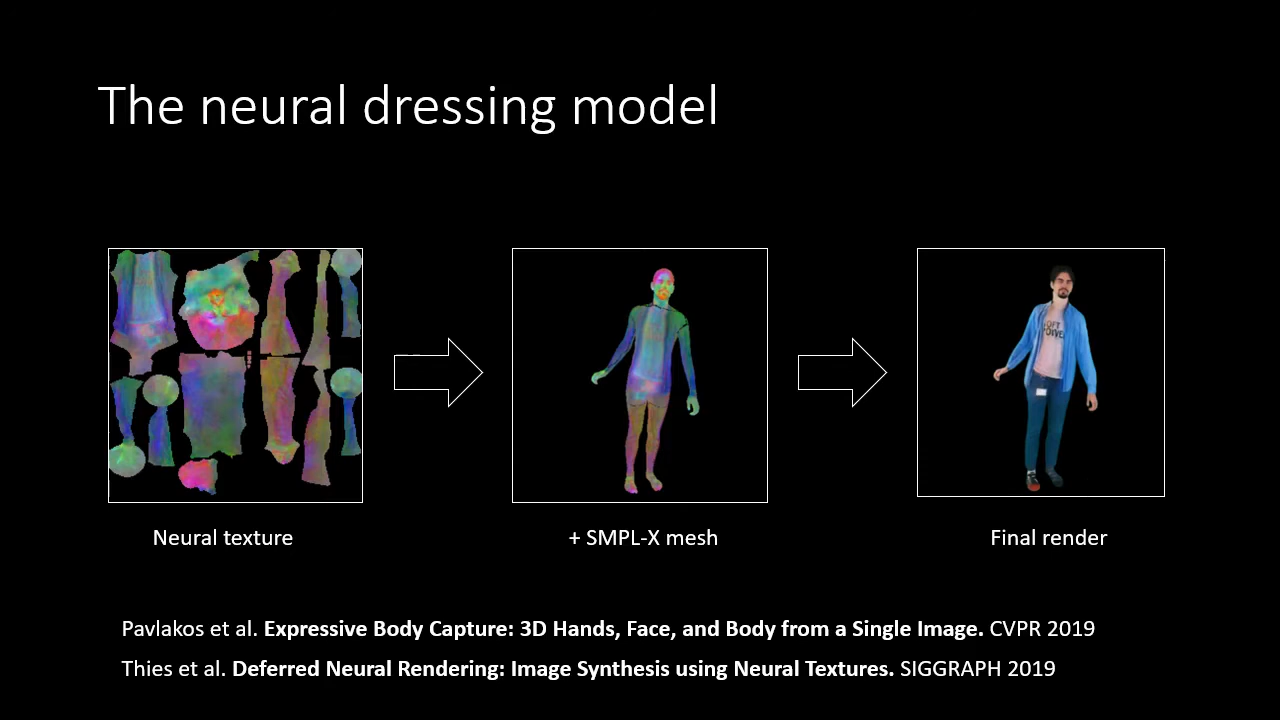 The neural dressing model
Neural texture
+ SMPL-X mesh
Final render
Pavlakos et al. Expressive Body Capture: 3D Hands, Face, and Body from a Single Image. CVPR 2019
Thies et al. Deferred Neural Rendering: Image Synthesis using Neural Textures. SIGGRAPH 2019